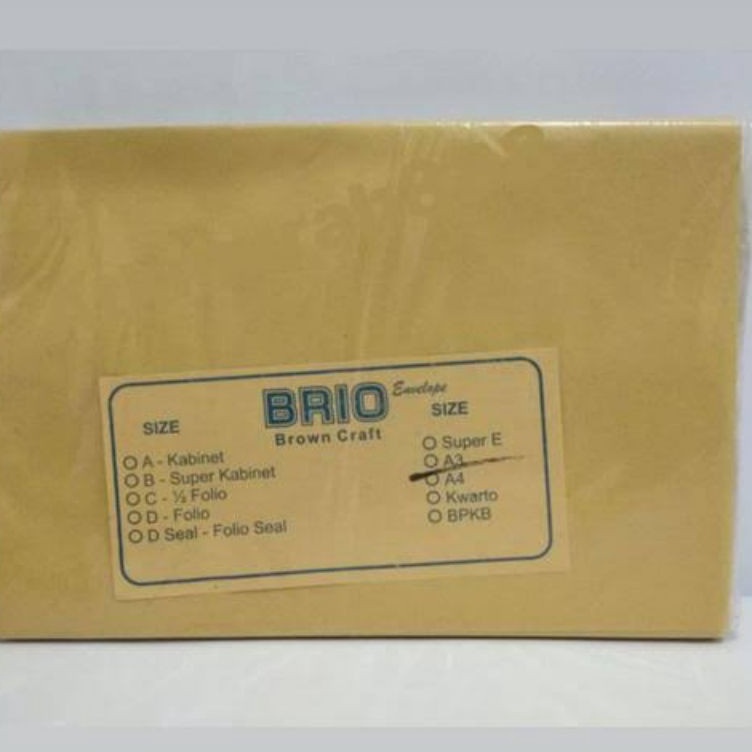 BRIO Envelope
Brown Craft
SIZE
A - Kabinet
B - Super Kabinet
C - ½ Folio
D - Folio
D Seal - Folio Seal
SIZE
Super E
A3
A4
Kwarto
BPKB